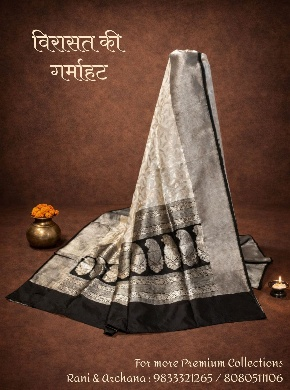 विरासत की
गर्माहट
For more Premium Collections
Rani & Archana : 9833321265 / 8080511106